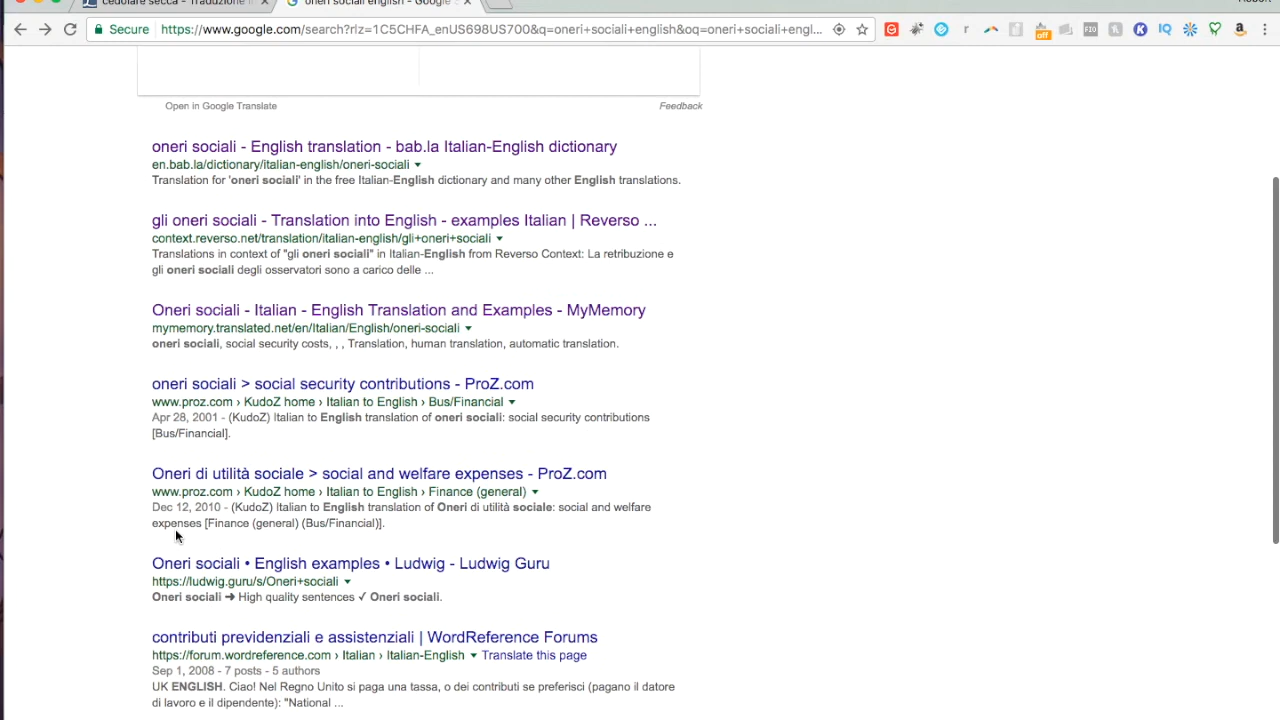 cedolare secca - Traduzione
oneri sociali english - Google
Secure https://www.google.com/search?rlz=1C5CHFA_enUS698US700&q=oneri+sociali+english&oq=oneri+sociali+engl...
off F10 IQ
Open in Google Translate Feedback
oneri sociali - English translation - bab.la Italian-English dictionary
en.bab.la/dictionary/italian-english/oneri-sociali
Translation for 'oneri sociali' in the free Italian-English dictionary and many other English translations.
gli oneri sociali - Translation into English - examples Italian | Reverso ...
context.reverso.net/translation/italian-english/gli+oneri+sociali
Translations in context of "gli oneri sociali" in Italian-English from Reverso Context: La retribuzione e
gli oneri sociali degli osservatori sono a carico delle ...
Oneri sociali - Italian - English Translation and Examples - MyMemory
mymemory.translated.net/en/Italian/English/oneri-sociali
oneri sociali, social security costs, , , Translation, human translation, automatic translation.
oneri sociali > social security contributions - ProZ.com
www.proz.com › KudoZ home › Italian to English › Bus/Financial
Apr 28, 2001 - (KudoZ) Italian to English translation of oneri sociali: social security contributions
[Bus/Financial].
Oneri di utilità sociale > social and welfare expenses - ProZ.com
www.proz.com › KudoZ home › Italian to English › Finance (general)
Dec 12, 2010 - (KudoZ) Italian to English translation of Oneri di utilità sociale: social and welfare
expenses [Finance (general) (Bus/Financial)].
Oneri sociali • English examples • Ludwig - Ludwig Guru
https://ludwig.guru/s/Oneri+sociali
Oneri sociali ➜ High quality sentences ✓ Oneri sociali.
contributi previdenziali e assistenziali | WordReference Forums
https://forum.wordreference.com › Italian › Italian-English Translate this page
Sep 1, 2008 - 7 posts - 5 authors
UK ENGLISH. Ciao! Nel Regno Unito si paga una tassa, o dei contributi se preferisci (pagano il datore
di lavoro e il dipendente): "National ...